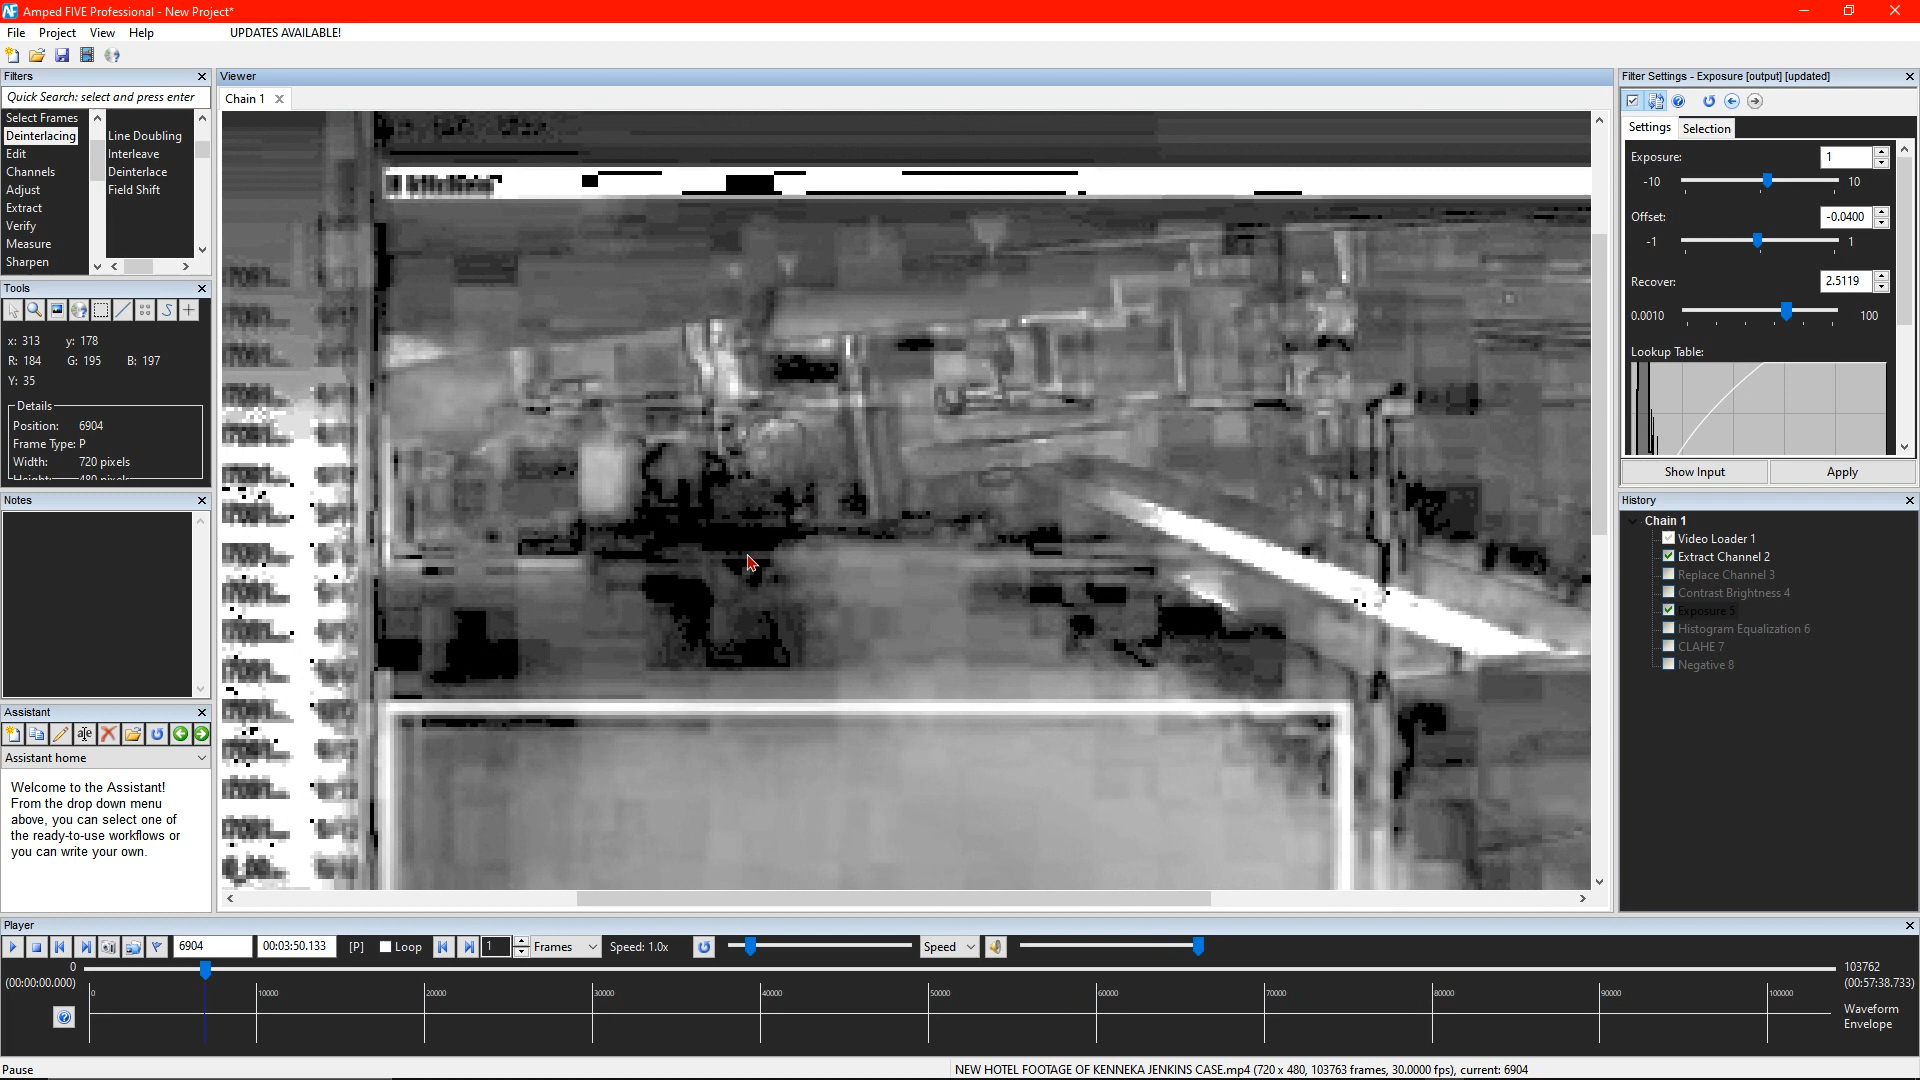 Amped FIVE Professional - New Project*
File Project View Help UPDATES AVAILABLE!
Filters
Quick Search: select and press enter
Select Frames
Deinterlacing
Edit
Channels
Adjust
Extract
Verify
Measure
Sharpen
Line Doubling
Interleave
Deinterlace
Field Shift
Tools
x: 313 y: 178
R: 184 G: 195 B: 197
Y: 35
Details
Position: 6904
Frame Type: P
Width: 720 pixels
Height: 480 pixels
Notes
Assistant
Assistant home
Welcome to the Assistant!
From the drop down menu
above, you can select one of
the ready-to-use workflows or
you can write your own.
Viewer
Chain 1
Filter Settings - Exposure [output] [updated]
Settings Selection
Exposure: 1
-10 10
Offset: -0.0400
-1 1
Recover: 2.5119
0.0010 100
Lookup Table:
Show Input Apply
History
Chain 1
Video Loader 1
Extract Channel 2
Replace Channel 3
Contrast Brightness 4
Exposure 5
Histogram Equalization 6
CLAHE 7
Negative 8
Player
6904 00:03:50.133 [P] Loop 1 Frames Speed: 1.0x Speed
0 103762
(00:00:00.000) (00:57:38.733)
0 10000 20000 30000 40000 50000 60000 70000 80000 90000 100000
Waveform
Envelope
Pause NEW HOTEL FOOTAGE OF KENNEKA JENKINS CASE.mp4 (720 x 480, 103763 frames, 30.0000 fps), current: 6904